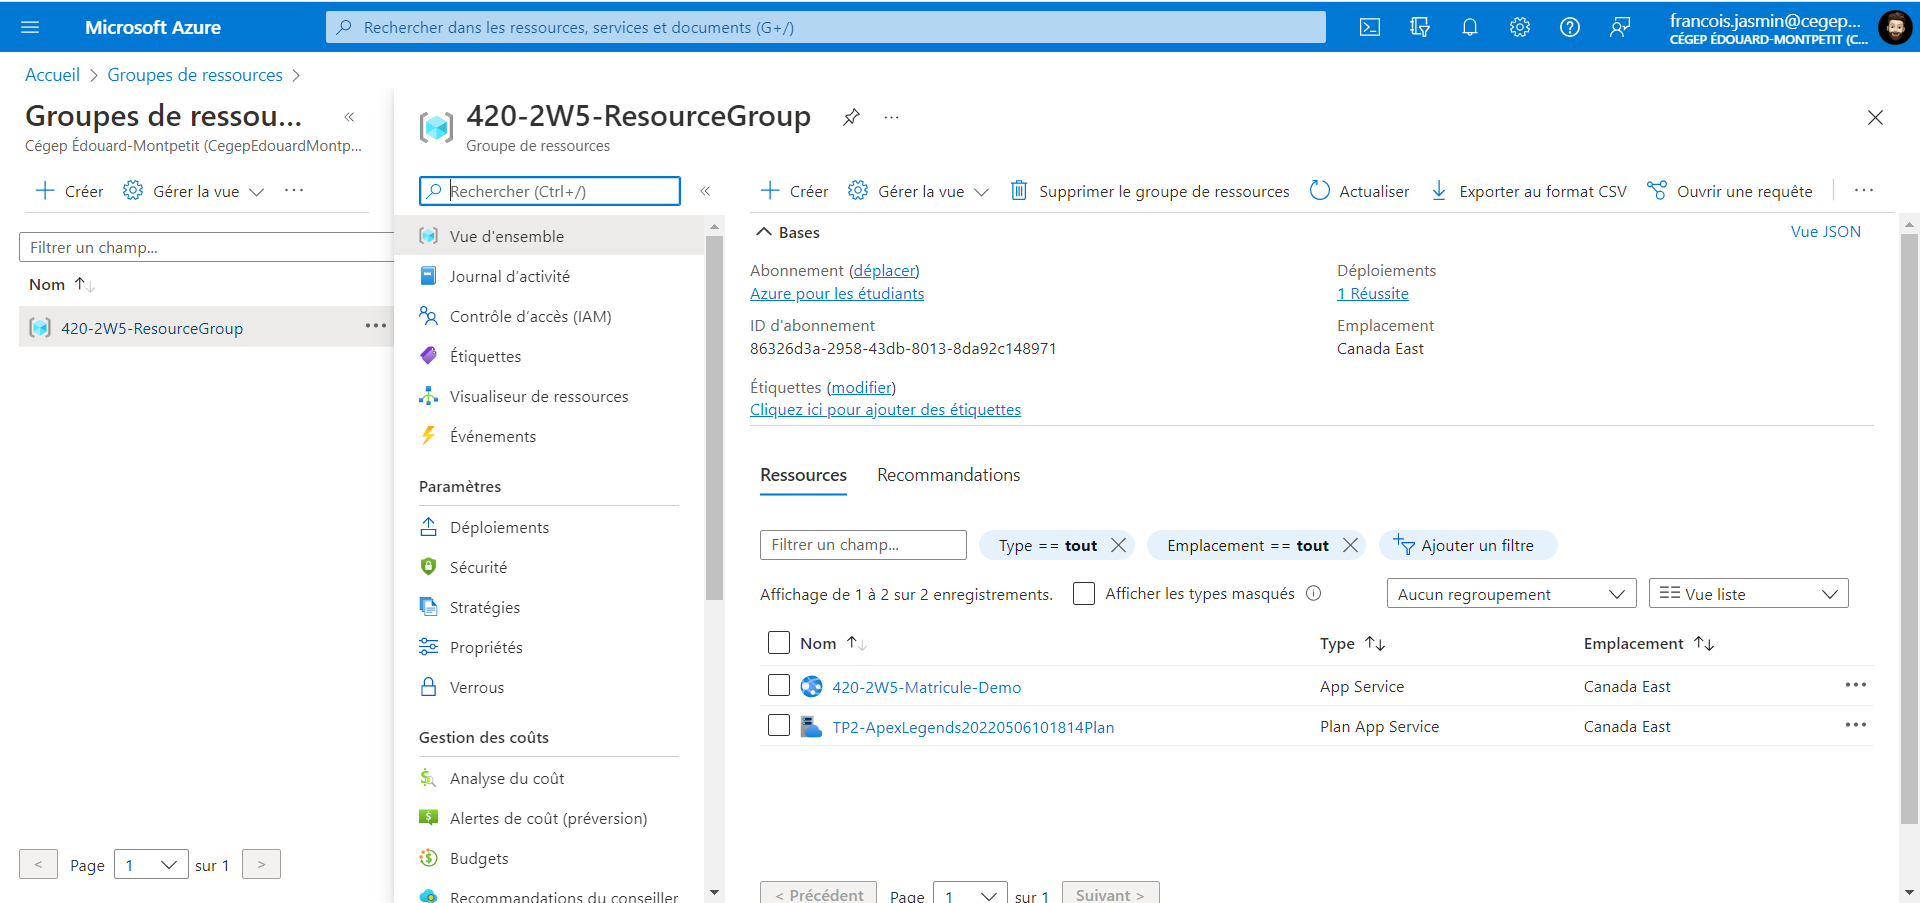 Microsoft Azure
Rechercher dans les ressources, services et documents (G+/)
francois.jasmin@cegep...
CÉGEP ÉDOUARD-MONTPETIT (C...
Accueil > Groupes de ressources >
Groupes de ressou... «
Cégep Édouard-Montpetit (CegepEdouardMontp...
Créer Gérer la vue ...
Filtrer un champ...
Nom
420-2W5-ResourceGroup ...
< Page 1 sur 1 >
420-2W5-ResourceGroup ...
Groupe de ressources
Rechercher (Ctrl+/) «
Vue d'ensemble
Journal d’activité
Contrôle d’accès (IAM)
Étiquettes
Visualiseur de ressources
Événements
Paramètres
Déploiements
Sécurité
Stratégies
Propriétés
Verrous
Gestion des coûts
Analyse du coût
Alertes de coût (préversion)
Budgets
Recommandations du conseiller
Créer Gérer la vue Supprimer le groupe de ressources Actualiser Exporter au format CSV Ouvrir une requête ...
Bases Vue JSON
Abonnement (déplacer)
Azure pour les étudiants
ID d'abonnement
86326d3a-2958-43db-8013-8da92c148971
Étiquettes (modifier)
Cliquez ici pour ajouter des étiquettes
Déploiements
1 Réussite
Emplacement
Canada East
Ressources Recommandations
Filtrer un champ... Type == tout Emplacement == tout Ajouter un filtre
Affichage de 1 à 2 sur 2 enregistrements. Afficher les types masqués Aucun regroupement Vue liste
Nom Type Emplacement
420-2W5-Matricule-Demo App Service Canada East ...
TP2-ApexLegends20220506101814Plan Plan App Service Canada East ...
< Précédent Page 1 sur 1 Suivant >